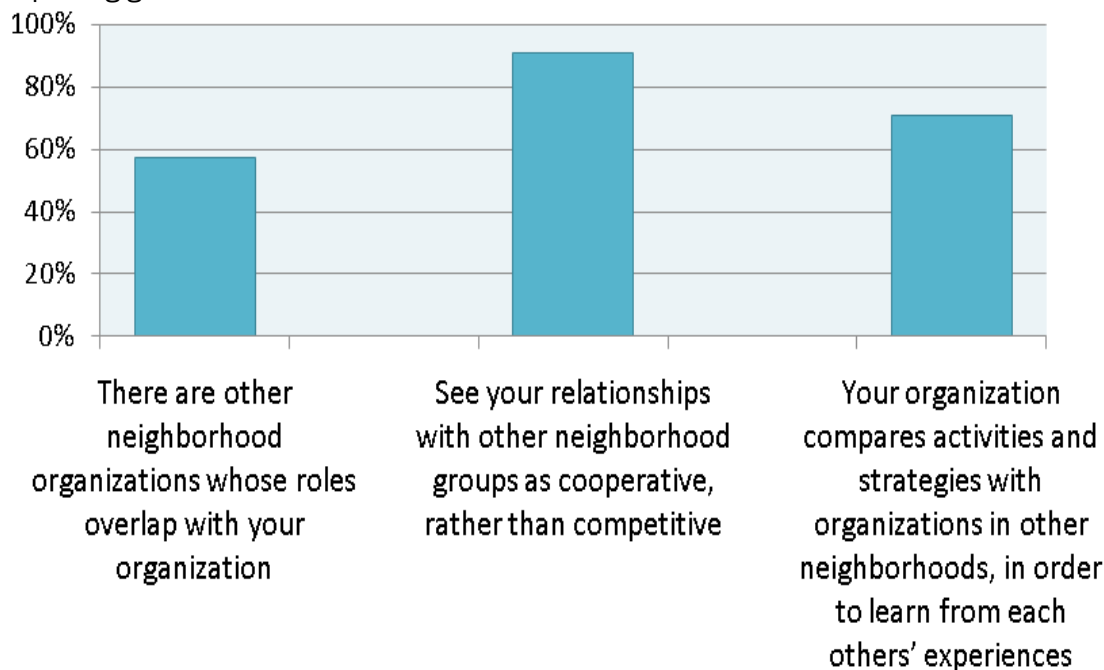 100%
80%
60%
40%
20%
0%
There are other
neighborhood
organizations whose roles
overlap with your
organization
See your relationships
with other neighborhood
groups as cooperative,
rather than competitive
Your organization
compares activities and
strategies with
organizations in other
neighborhoods, in order
to learn from each
others’ experiences